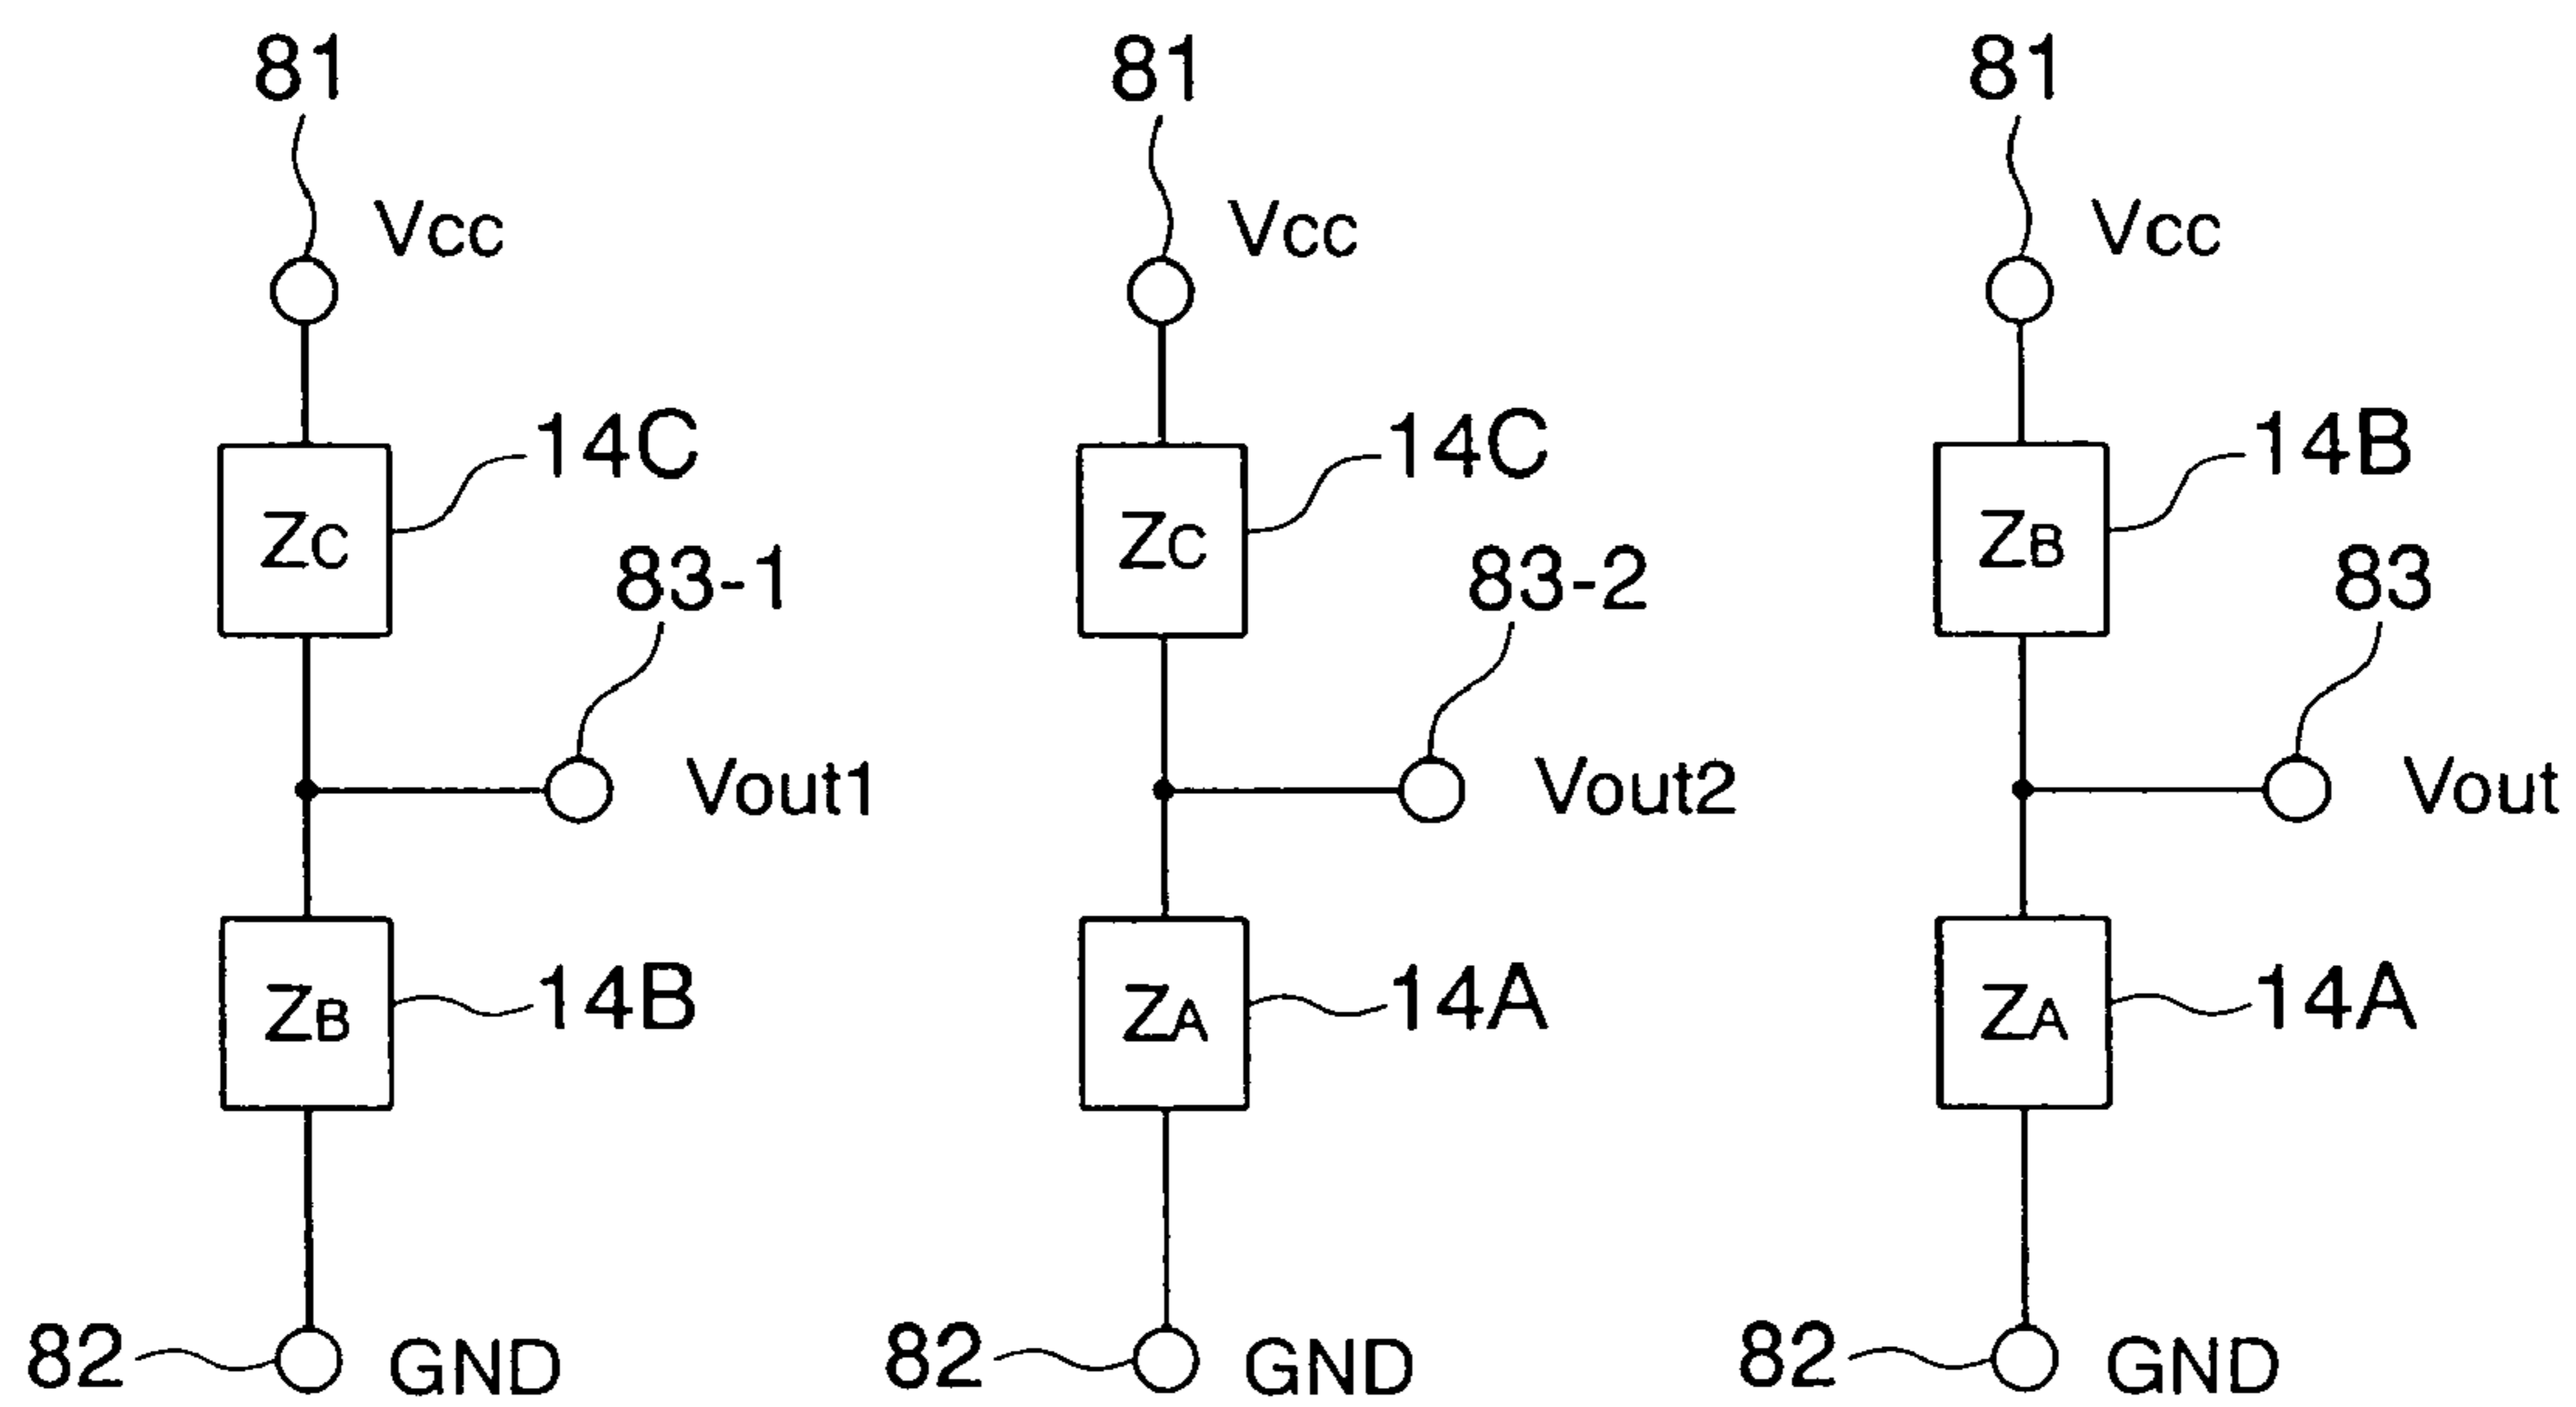 81 81 81
Vcc Vcc Vcc
14C 14C 14B
ZC ZC ZB
83-1 83-2 83
Vout1 Vout2 Vout
ZB 14B ZA 14A ZA 14A
82 GND 82 GND 82 GND